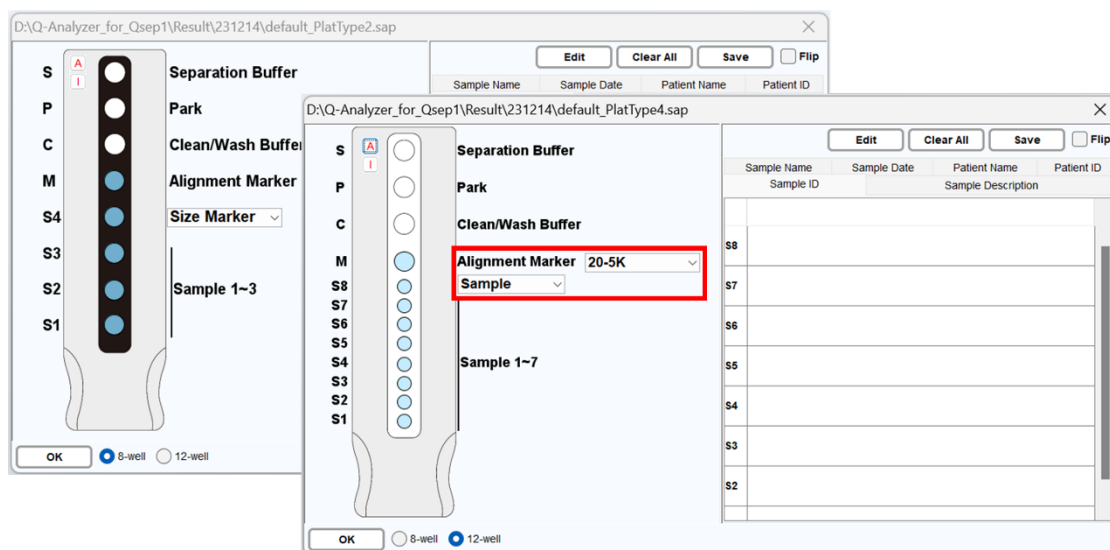 D:\Q-Analyzer_for_Qsep1\Result\231214\default_PlatType2.sap
Edit Clear All Save Flip
Sample Name Sample Date Patient Name Patient ID
A
I
S Separation Buffer
P Park
C Clean/Wash Buffe
M Alignment Marker
S4 Size Marker
S3
S2 Sample 1~3
S1
OK 8-well 12-well
D:\Q-Analyzer_for_Qsep1\Result\231214\default_PlatType4.sap
Edit Clear All Save Flip
Sample Name Sample Date Patient Name Patient ID
Sample ID Sample Description
A
I
S Separation Buffer
P Park
C Clean/Wash Buffer
M Alignment Marker 20-5K
S8 Sample
S7
S6
S5
S4 Sample 1~7
S3
S2
S1
S8
S7
S6
S5
S4
S3
S2
OK 8-well 12-well